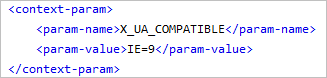 <context-param>
<param-name>X_UA_COMPATIBLE</param-name>
<param-value>IE=9</param-value>
</context-param>